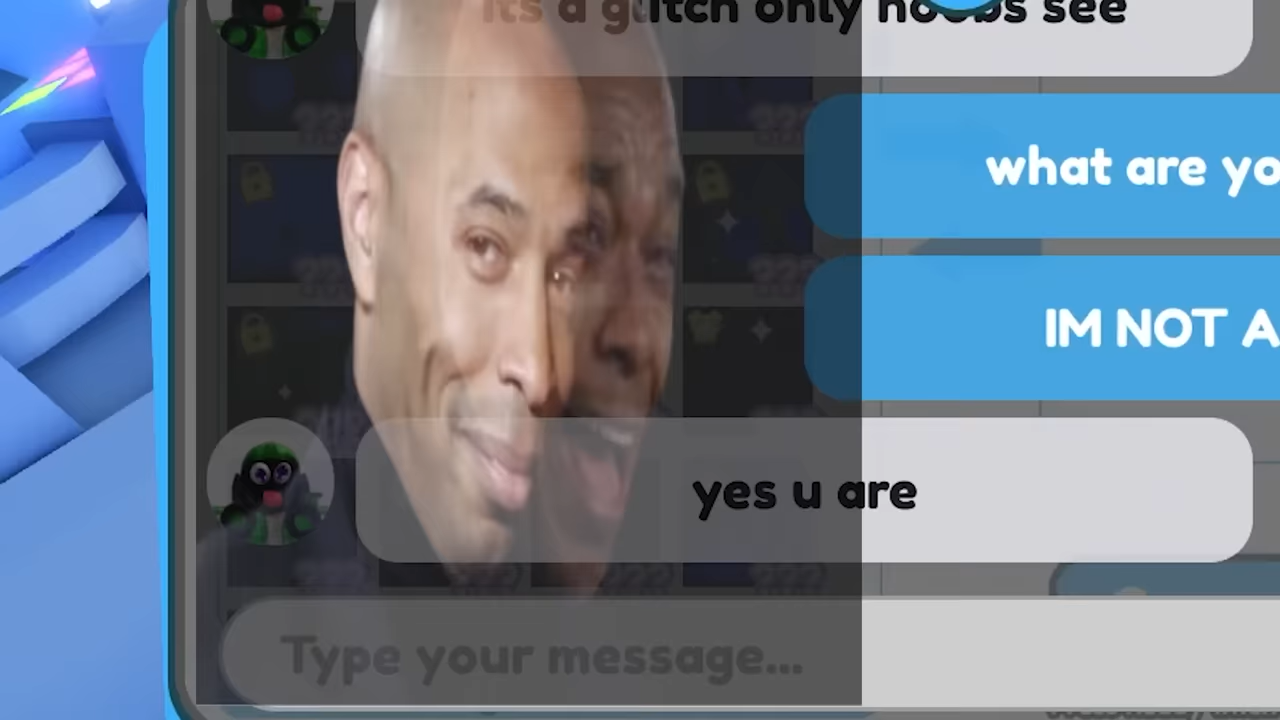 its a glitch only noobs see
what are yo
IM NOT A
yes u are
Type your message...